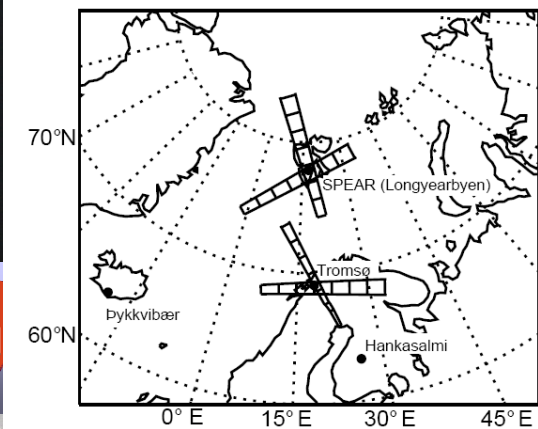 70°N
SPEAR (Longyearbyen)
Tromsø
Þykkvibær
60°N
Hankasalmi
0° E
15° E
30° E
45° E